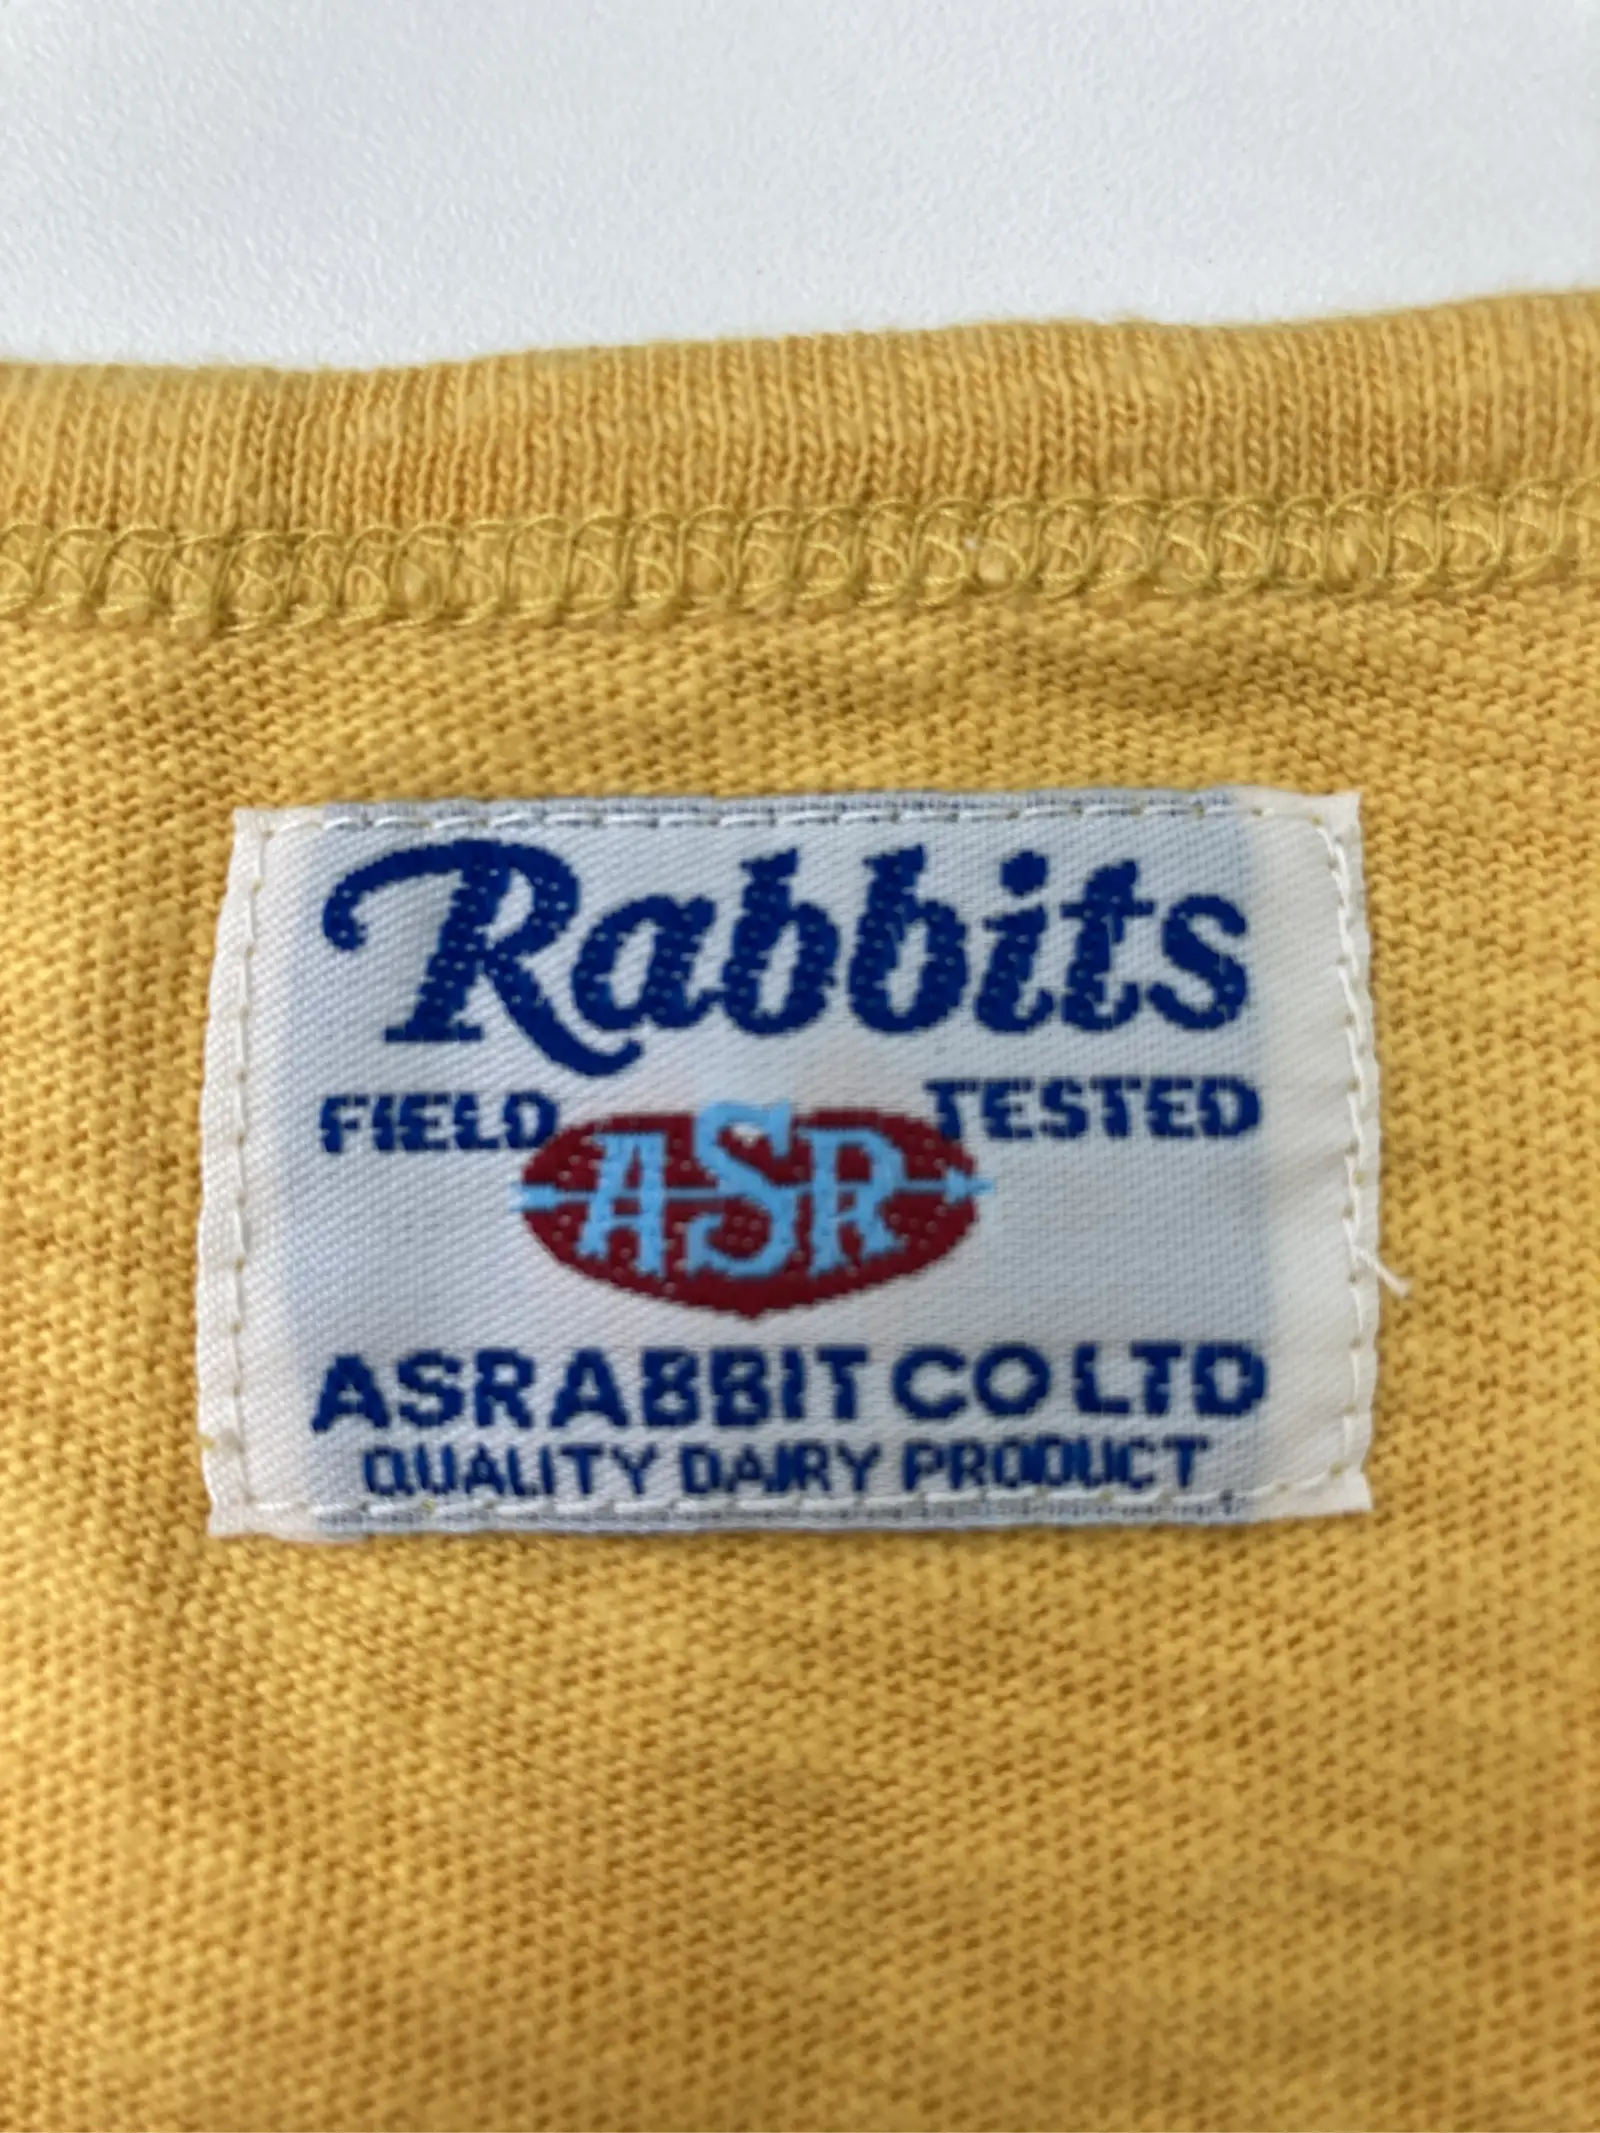 Rabbits
FIELD TESTED
ASR
ASRABBIT CO LTD
QUALITY DAIRY PRODUCT